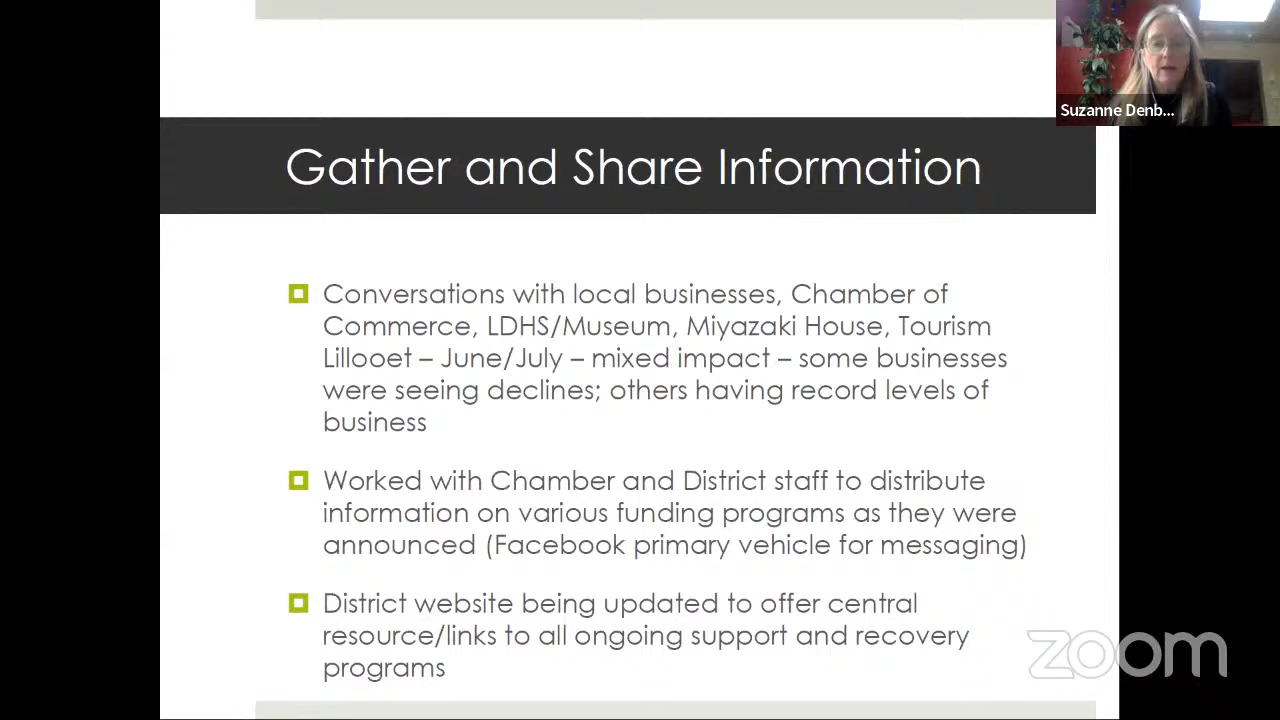 Suzanne Denb...
Gather and Share Information
Conversations with local businesses, Chamber of
Commerce, LDHS/Museum, Miyazaki House, Tourism
Lillooet – June/July – mixed impact – some businesses
were seeing declines; others having record levels of
business
Worked with Chamber and District staff to distribute
information on various funding programs as they were
announced (Facebook primary vehicle for messaging)
District website being updated to offer central
resource/links to all ongoing support and recovery
programs
zoom